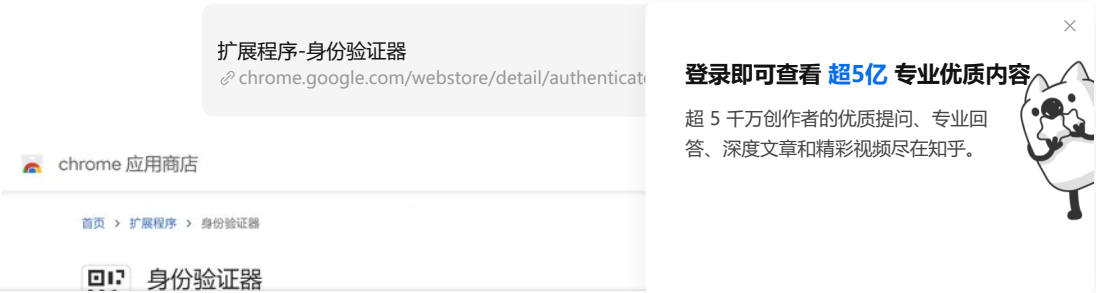 扩展程序-身份验证器
chrome.google.com/webstore/detail/authenticat
登录即可查看 超5亿 专业优质内容
超 5 千万创作者的优质提问、专业回
答、深度文章和精彩视频尽在知乎。
chrome 应用商店
首页 > 扩展程序 > 身份验证器
身份验证器